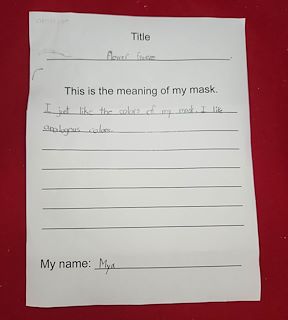 Title
Flower Freeze
This is the meaning of my mask.
I just like the colors of my mask. I like
analogous colors.
My name: Mya